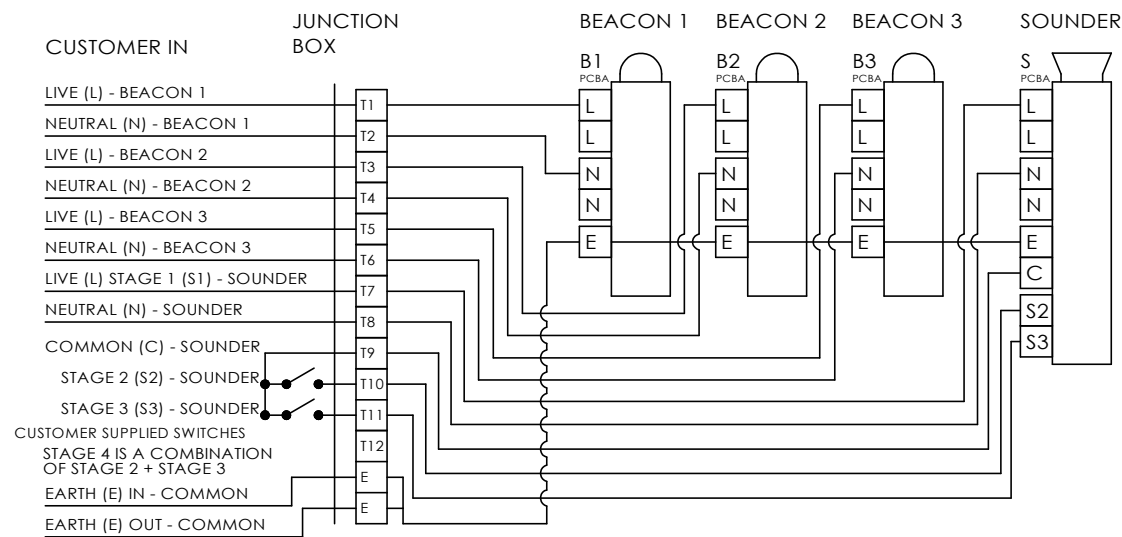 CUSTOMER IN
JUNCTION
BOX
BEACON 1
BEACON 2
BEACON 3
SOUNDER
B1
PCBA
B2
PCBA
B3
PCBA
S
PCBA
LIVE (L) - BEACON 1
NEUTRAL (N) - BEACON 1
LIVE (L) - BEACON 2
NEUTRAL (N) - BEACON 2
LIVE (L) - BEACON 3
NEUTRAL (N) - BEACON 3
LIVE (L) STAGE 1 (S1) - SOUNDER
NEUTRAL (N) - SOUNDER
COMMON (C) - SOUNDER
STAGE 2 (S2) - SOUNDER
STAGE 3 (S3) - SOUNDER
CUSTOMER SUPPLIED SWITCHES
STAGE 4 IS A COMBINATION
OF STAGE 2 + STAGE 3
EARTH (E) IN - COMMON
EARTH (E) OUT - COMMON
T1
T2
T3
T4
T5
T6
T7
T8
T9
T10
T11
T12
E
E
L
L
N
N
E
L
L
N
N
E
L
L
N
N
E
L
L
N
N
E
C
S2
S3